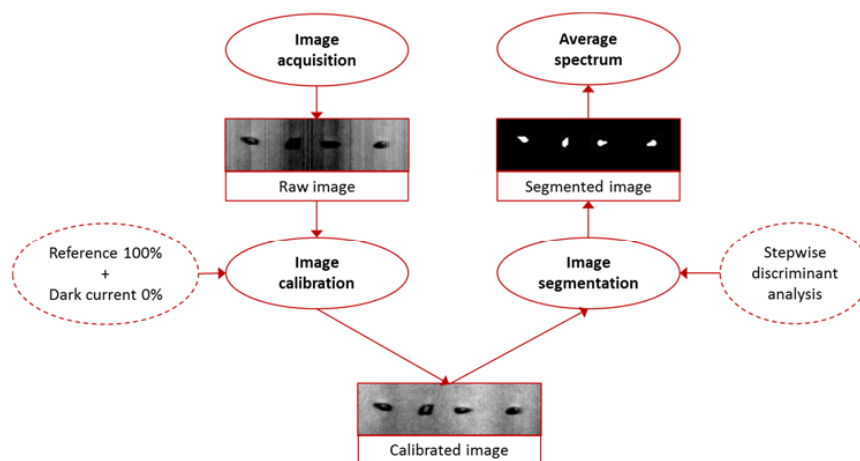 Image
acquisition
Raw image
Reference 100%
+
Dark current 0%
Image
calibration
Calibrated image
Image
segmentation
Stepwise
discriminant
analysis
Segmented image
Average
spectrum